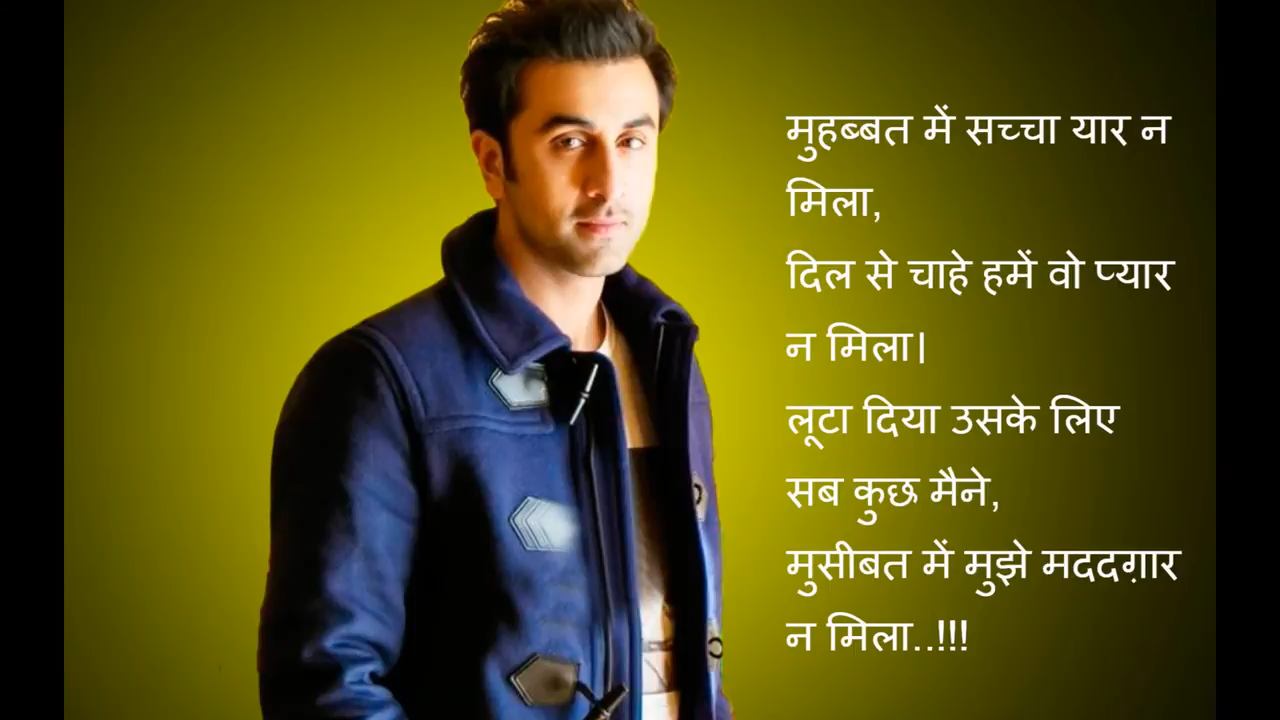 मुहब्बत में सच्चा यार न
मिला,
दिल से चाहे हमें वो प्यार
न मिला।
लूटा दिया उसके लिए
सब कुछ मैने,
मुसीबत में मुझे मददग़ार
न मिला..!!!